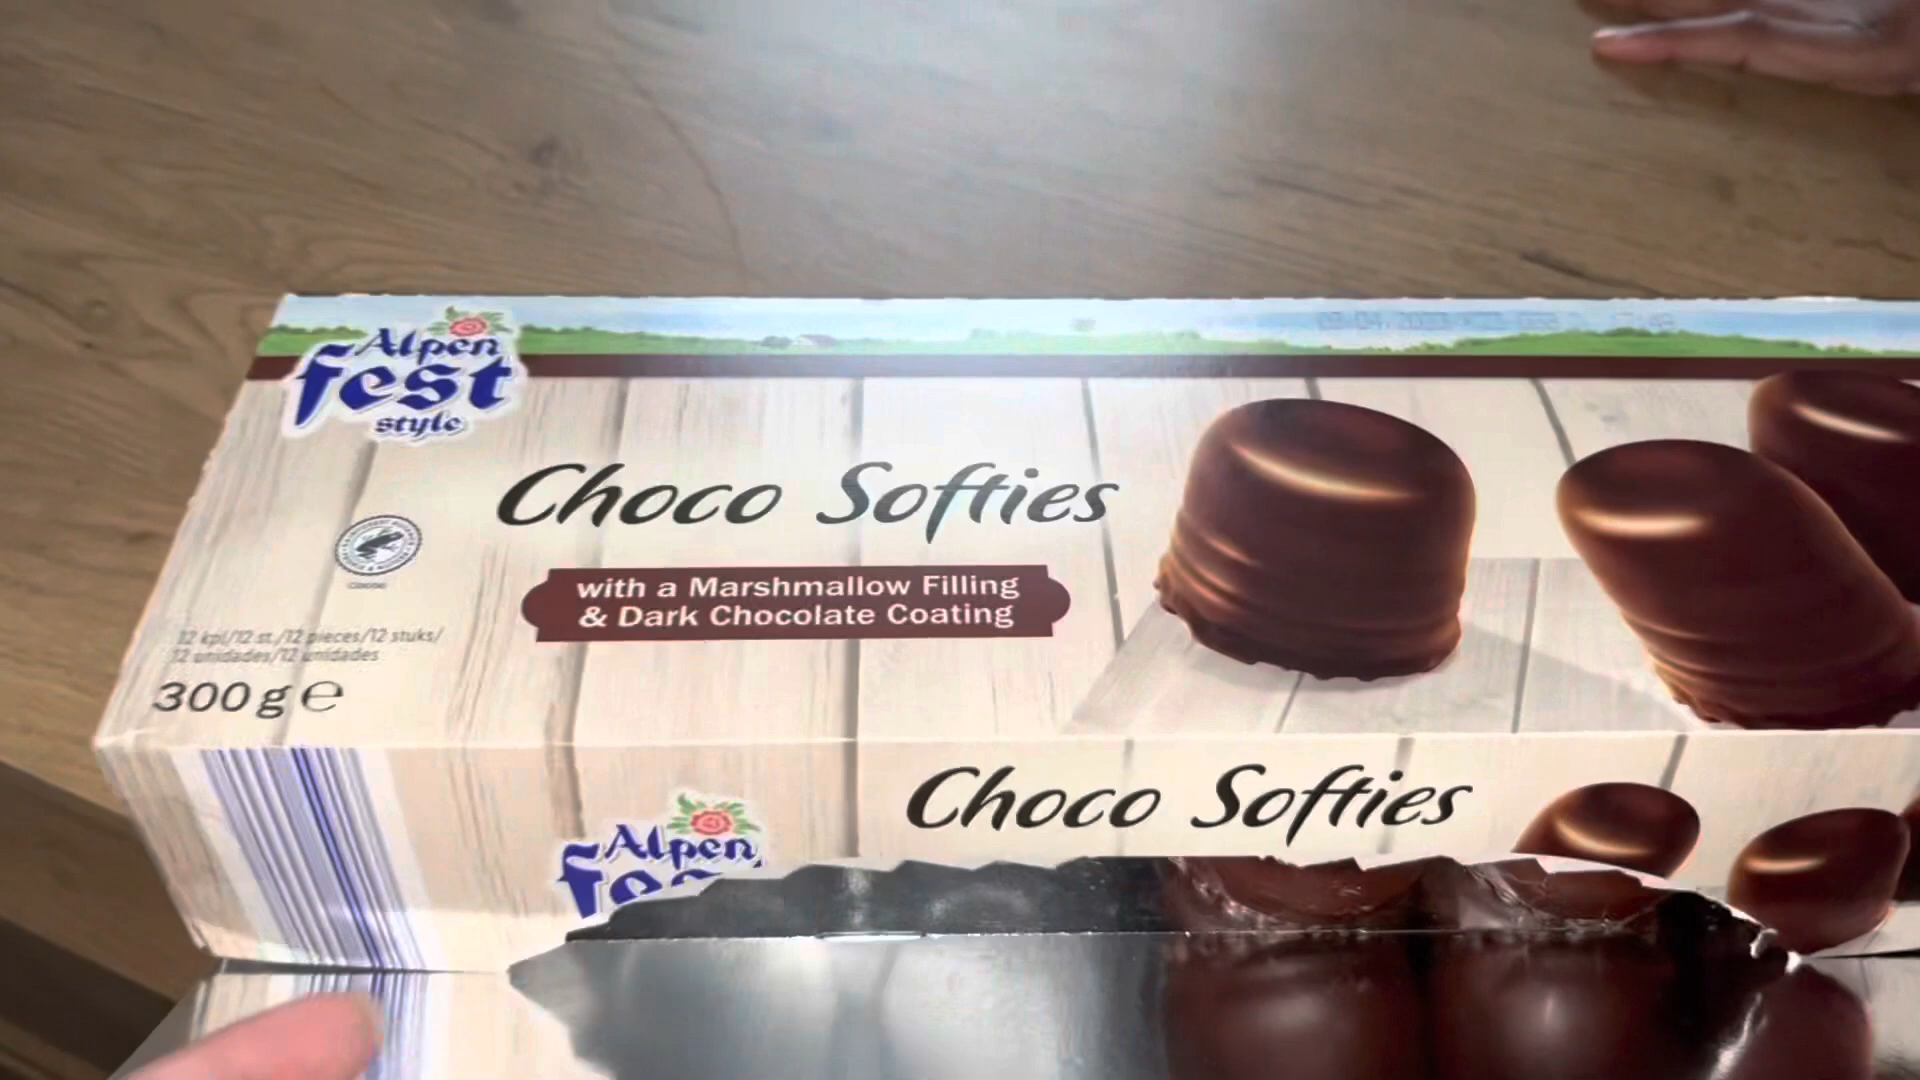 Alpen
fest
style
Choco Softies
with a Marshmallow Filling
& Dark Chocolate Coating
12 kpl/12 st./12 pieces/12 stuks/
12 unidades/12 unidades
300 g ℮
Choco Softies
Alpen